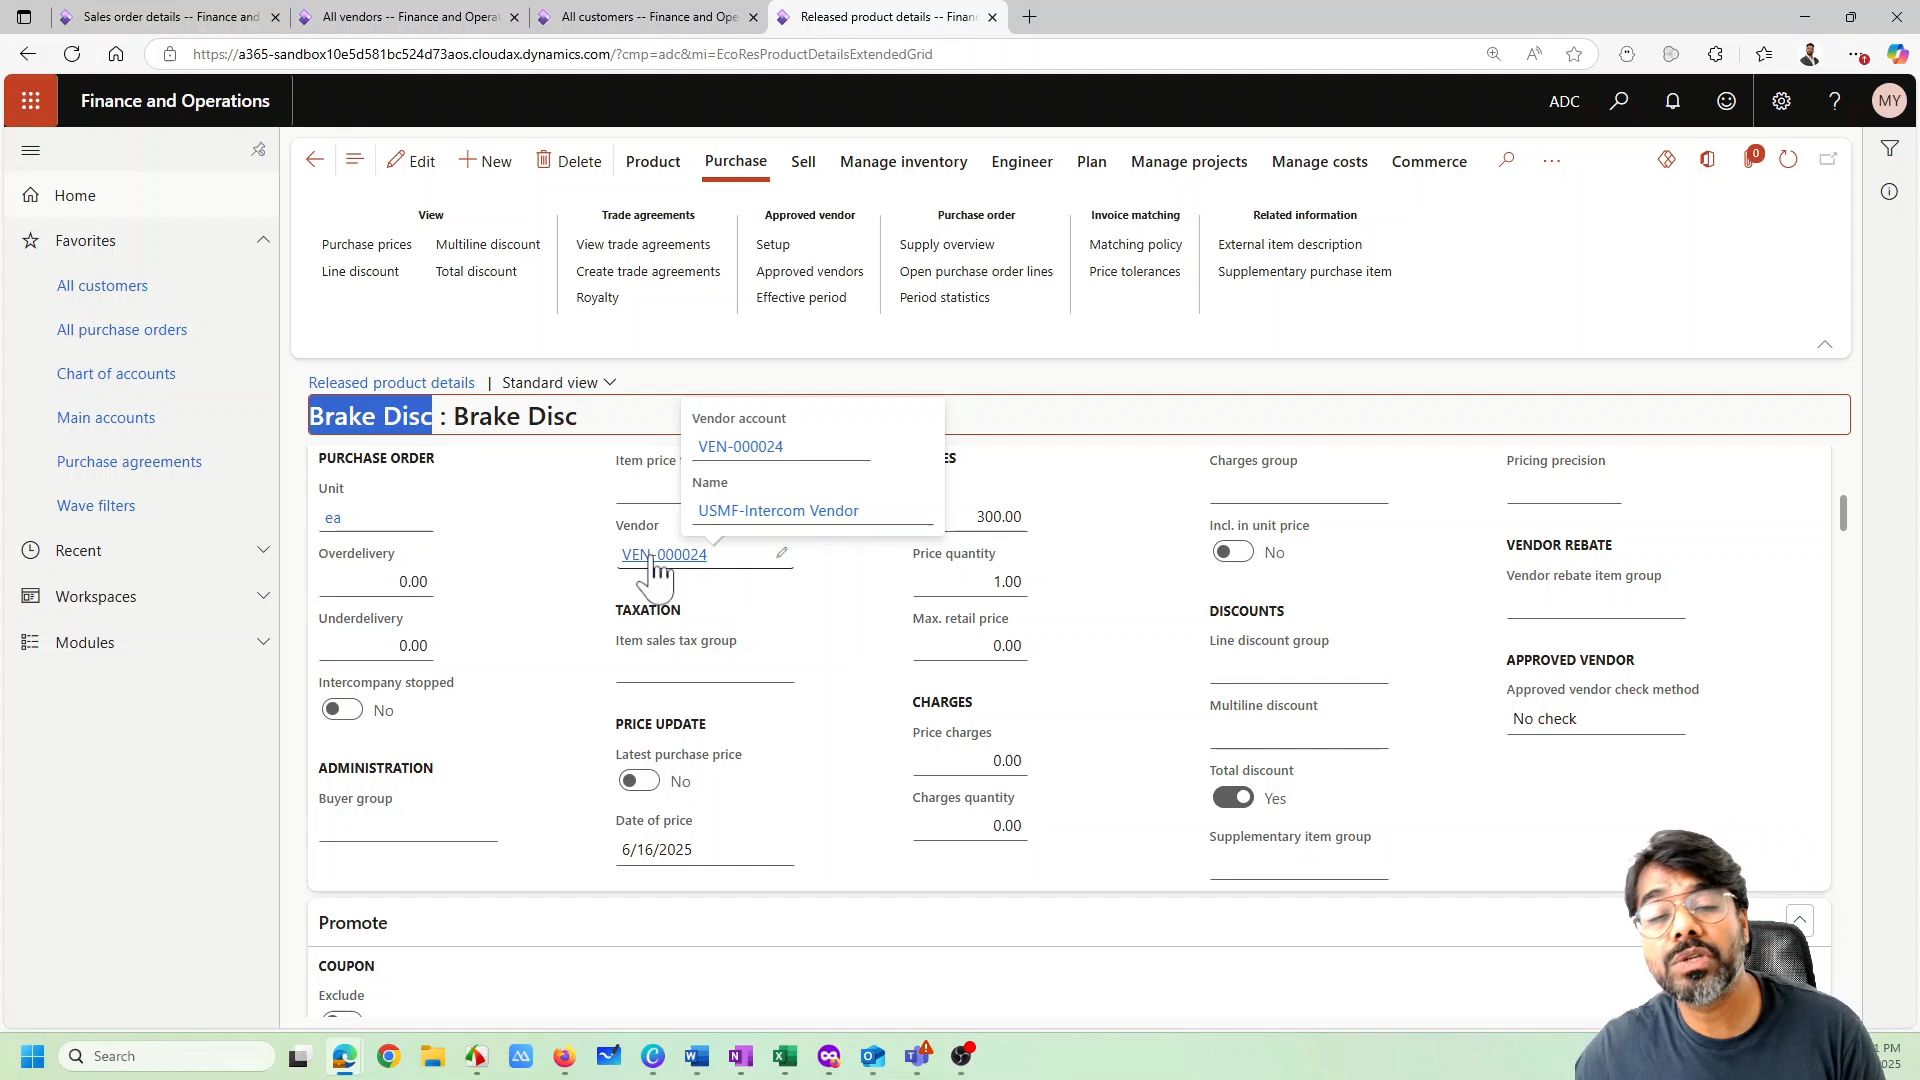 Sales order details -- Finance and
All vendors -- Finance and Opera
All customers -- Finance and Ope
Released product details -- Finan
https://a365-sandbox10e5d581bc524d73aos.cloudax.dynamics.com/?cmp=adc&mi=EcoResProductDetailsExtendedGrid
Finance and Operations
ADC
MY
Edit
New
Delete
Product
Purchase
Sell
Manage inventory
Engineer
Plan
Manage projects
Manage costs
Commerce
0
Home
Favorites
All customers
All purchase orders
Chart of accounts
Main accounts
Purchase agreements
Wave filters
Recent
Workspaces
Modules
View
Purchase prices
Multiline discount
Line discount
Total discount
Trade agreements
View trade agreements
Create trade agreements
Royalty
Approved vendor
Setup
Approved vendors
Effective period
Purchase order
Supply overview
Open purchase order lines
Period statistics
Invoice matching
Matching policy
Price tolerances
Related information
External item description
Supplementary purchase item
Released product details | Standard view
Brake Disc : Brake Disc
Vendor account
VEN-000024
Name
USMF-Intercom Vendor
PURCHASE ORDER
Unit
ea
Overdelivery
0.00
Underdelivery
0.00
Intercompany stopped
No
ADMINISTRATION
Buyer group
Item price
Vendor
VEN-000024
TAXATION
Item sales tax group
PRICE UPDATE
Latest purchase price
No
Date of price
6/16/2025
ES
300.00
Price quantity
1.00
Max. retail price
0.00
CHARGES
Price charges
0.00
Charges quantity
0.00
Charges group
Incl. in unit price
No
DISCOUNTS
Line discount group
Multiline discount
Total discount
Yes
Supplementary item group
Pricing precision
VENDOR REBATE
Vendor rebate item group
APPROVED VENDOR
Approved vendor check method
No check
Promote
COUPON
Exclude
Search
1 PM
025